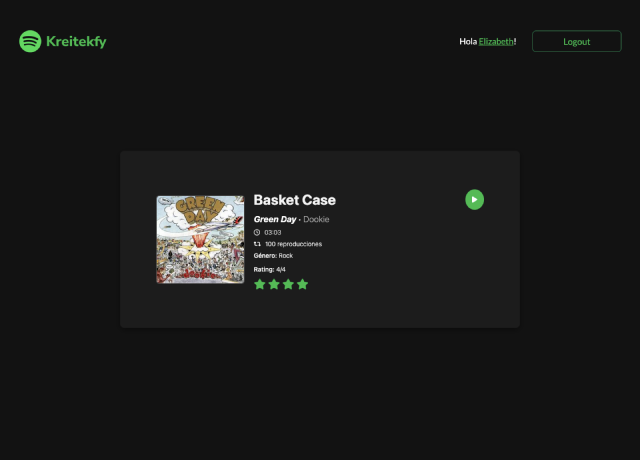 Kreitekfy
Hola Elizabeth!
Logout
GREEN DAY
Basket Case
Green Day · Dookie
03:03
100 reproducciones
Género: Rock
Rating: 4/4